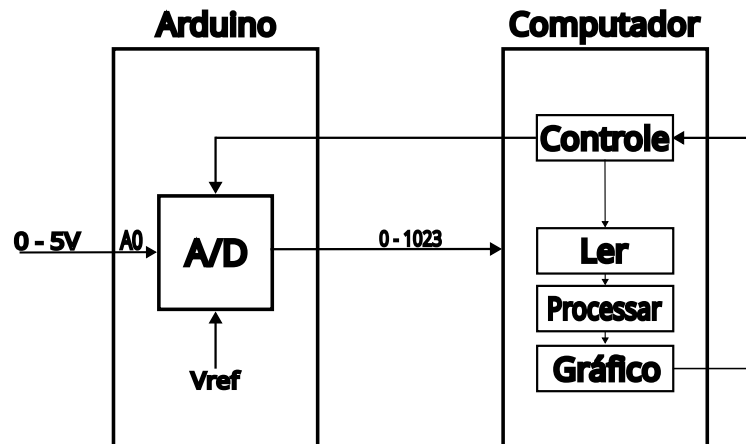 Arduino
Computador
Controle
0 - 5V
A0
A/D
0 - 1023
Ler
Processar
Vref
Gráfico